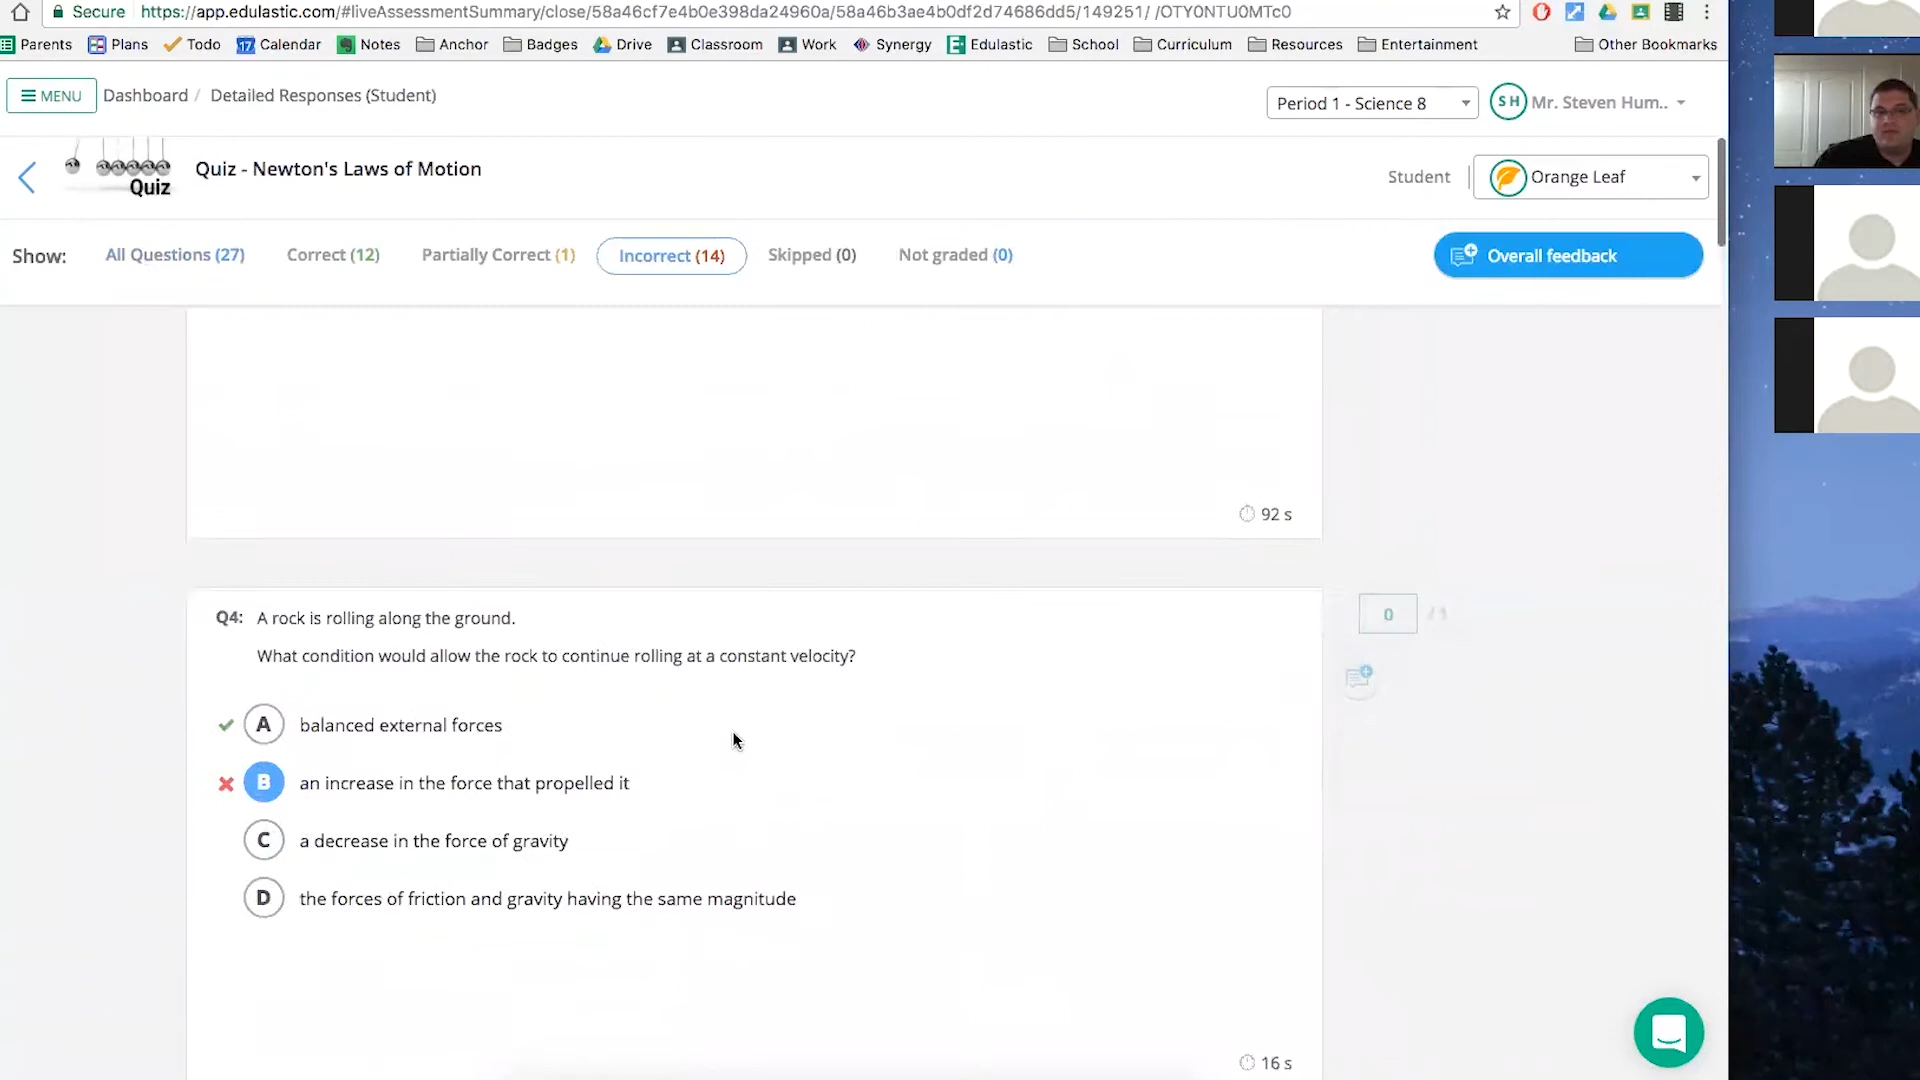 Secure https://app.edulastic.com/#liveAssessmentSummary/close/58a46cf7e4b0e398da24960a/58a46b3ae4b0df2d74686dd5/149251/ /OTY0NTU0MTc0
Parents Plans Todo 17 Calendar Notes Anchor Badges Drive Classroom Work Synergy E Edulastic School Curriculum Resources Entertainment Other Bookmarks
MENU Dashboard / Detailed Responses (Student) Period 1 - Science 8 SH Mr. Steven Hum..
Quiz Quiz - Newton's Laws of Motion Student Orange Leaf
Show: All Questions (27) Correct (12) Partially Correct (1) Incorrect (14) Skipped (0) Not graded (0) Overall feedback
92 s
Q4: A rock is rolling along the ground. 0
What condition would allow the rock to continue rolling at a constant velocity?
A balanced external forces
B an increase in the force that propelled it
C a decrease in the force of gravity
D the forces of friction and gravity having the same magnitude
16 s